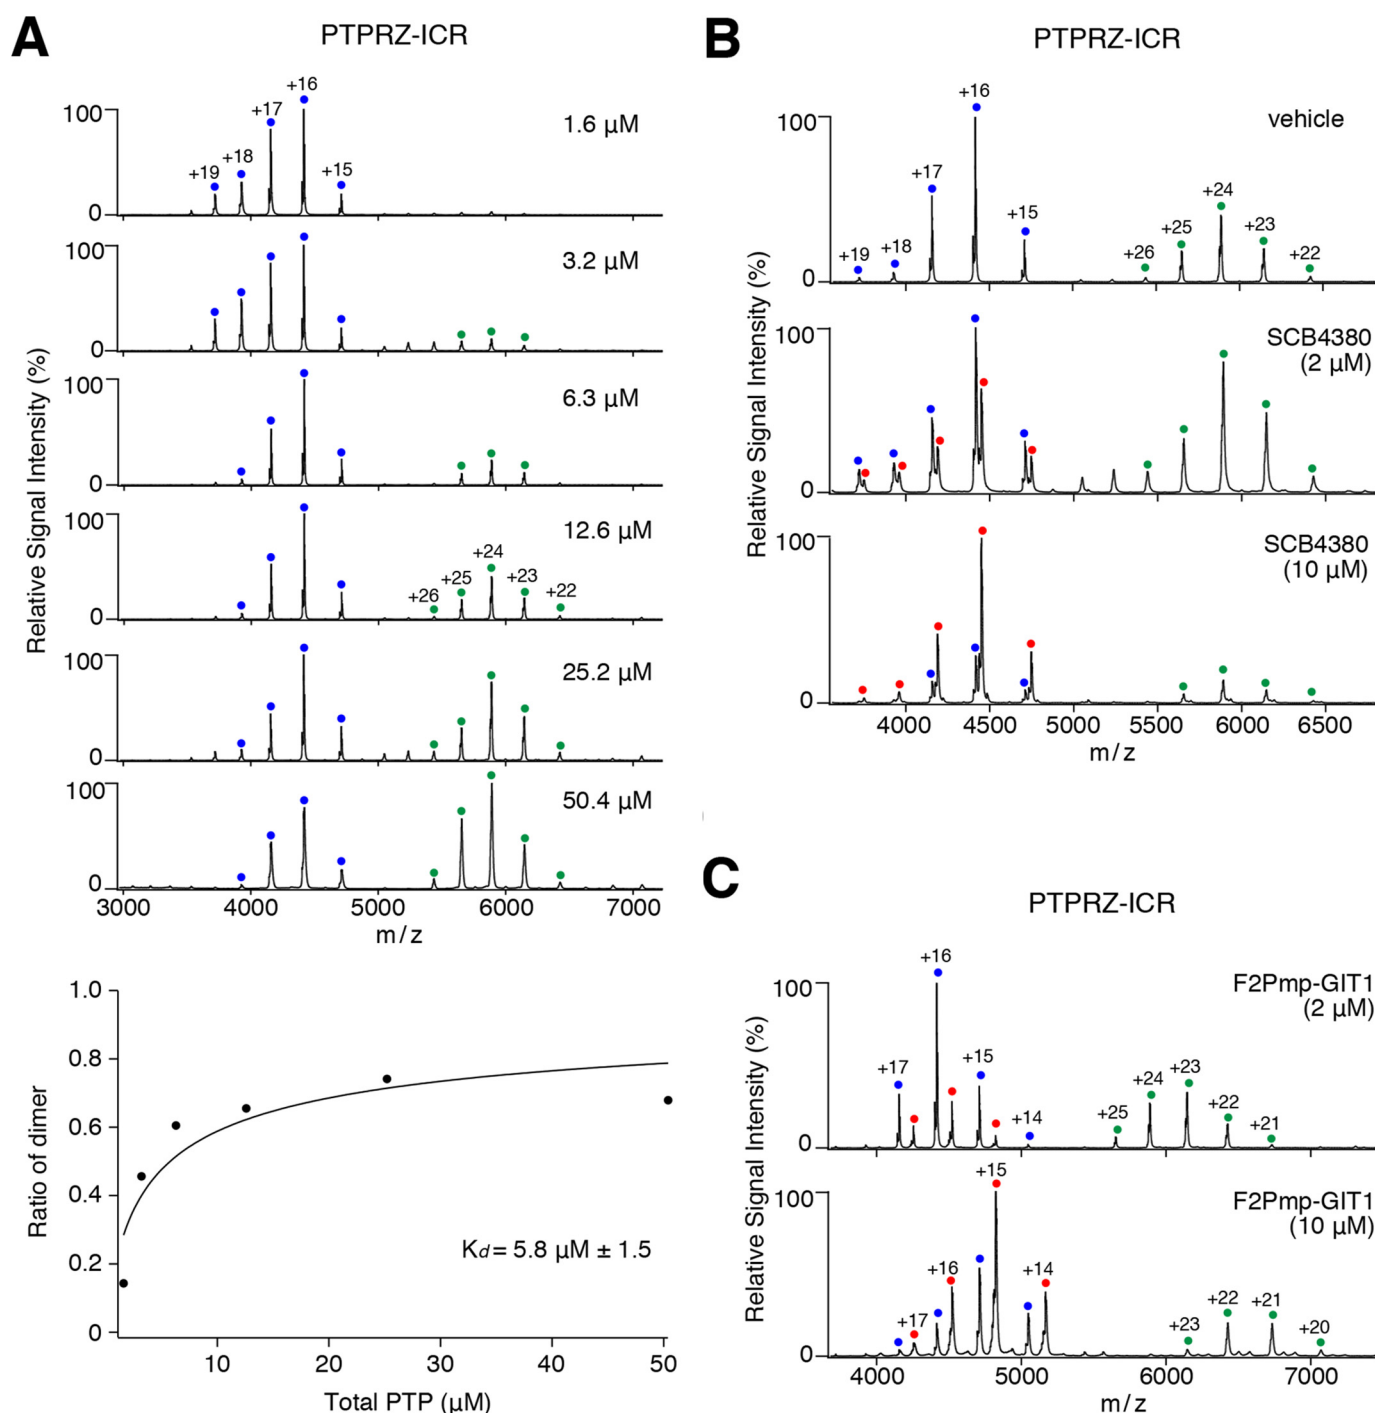 A
PTPRZ-ICR
Relative Signal Intensity (%)
100
0
+19
+18
+17
+16
+15
1.6 µM
100
0
3.2 µM
100
0
6.3 µM
100
0
+26
+25
+24
+23
+22
12.6 µM
100
0
25.2 µM
100
0
50.4 µM
3000 4000 5000 6000 7000
m/z
Ratio of dimer
1.0
0.8
0.6
0.4
0.2
0
Kd = 5.8 µM ± 1.5
10 20 30 40 50
Total PTP (µM)
B
PTPRZ-ICR
Relative Signal Intensity (%)
100
0
+19
+18
+17
+16
+15
+26
+25
+24
+23
+22
vehicle
100
0
SCB4380
(2 µM)
100
0
SCB4380
(10 µM)
4000 4500 5000 5500 6000 6500
m/z
C
PTPRZ-ICR
Relative Signal Intensity (%)
100
0
+17
+16
+15
+14
+25
+24
+23
+22
+21
F2Pmp-GIT1
(2 µM)
100
0
+17
+16
+15
+14
+23
+22
+21
+20
F2Pmp-GIT1
(10 µM)
4000 5000 6000 7000
m/z